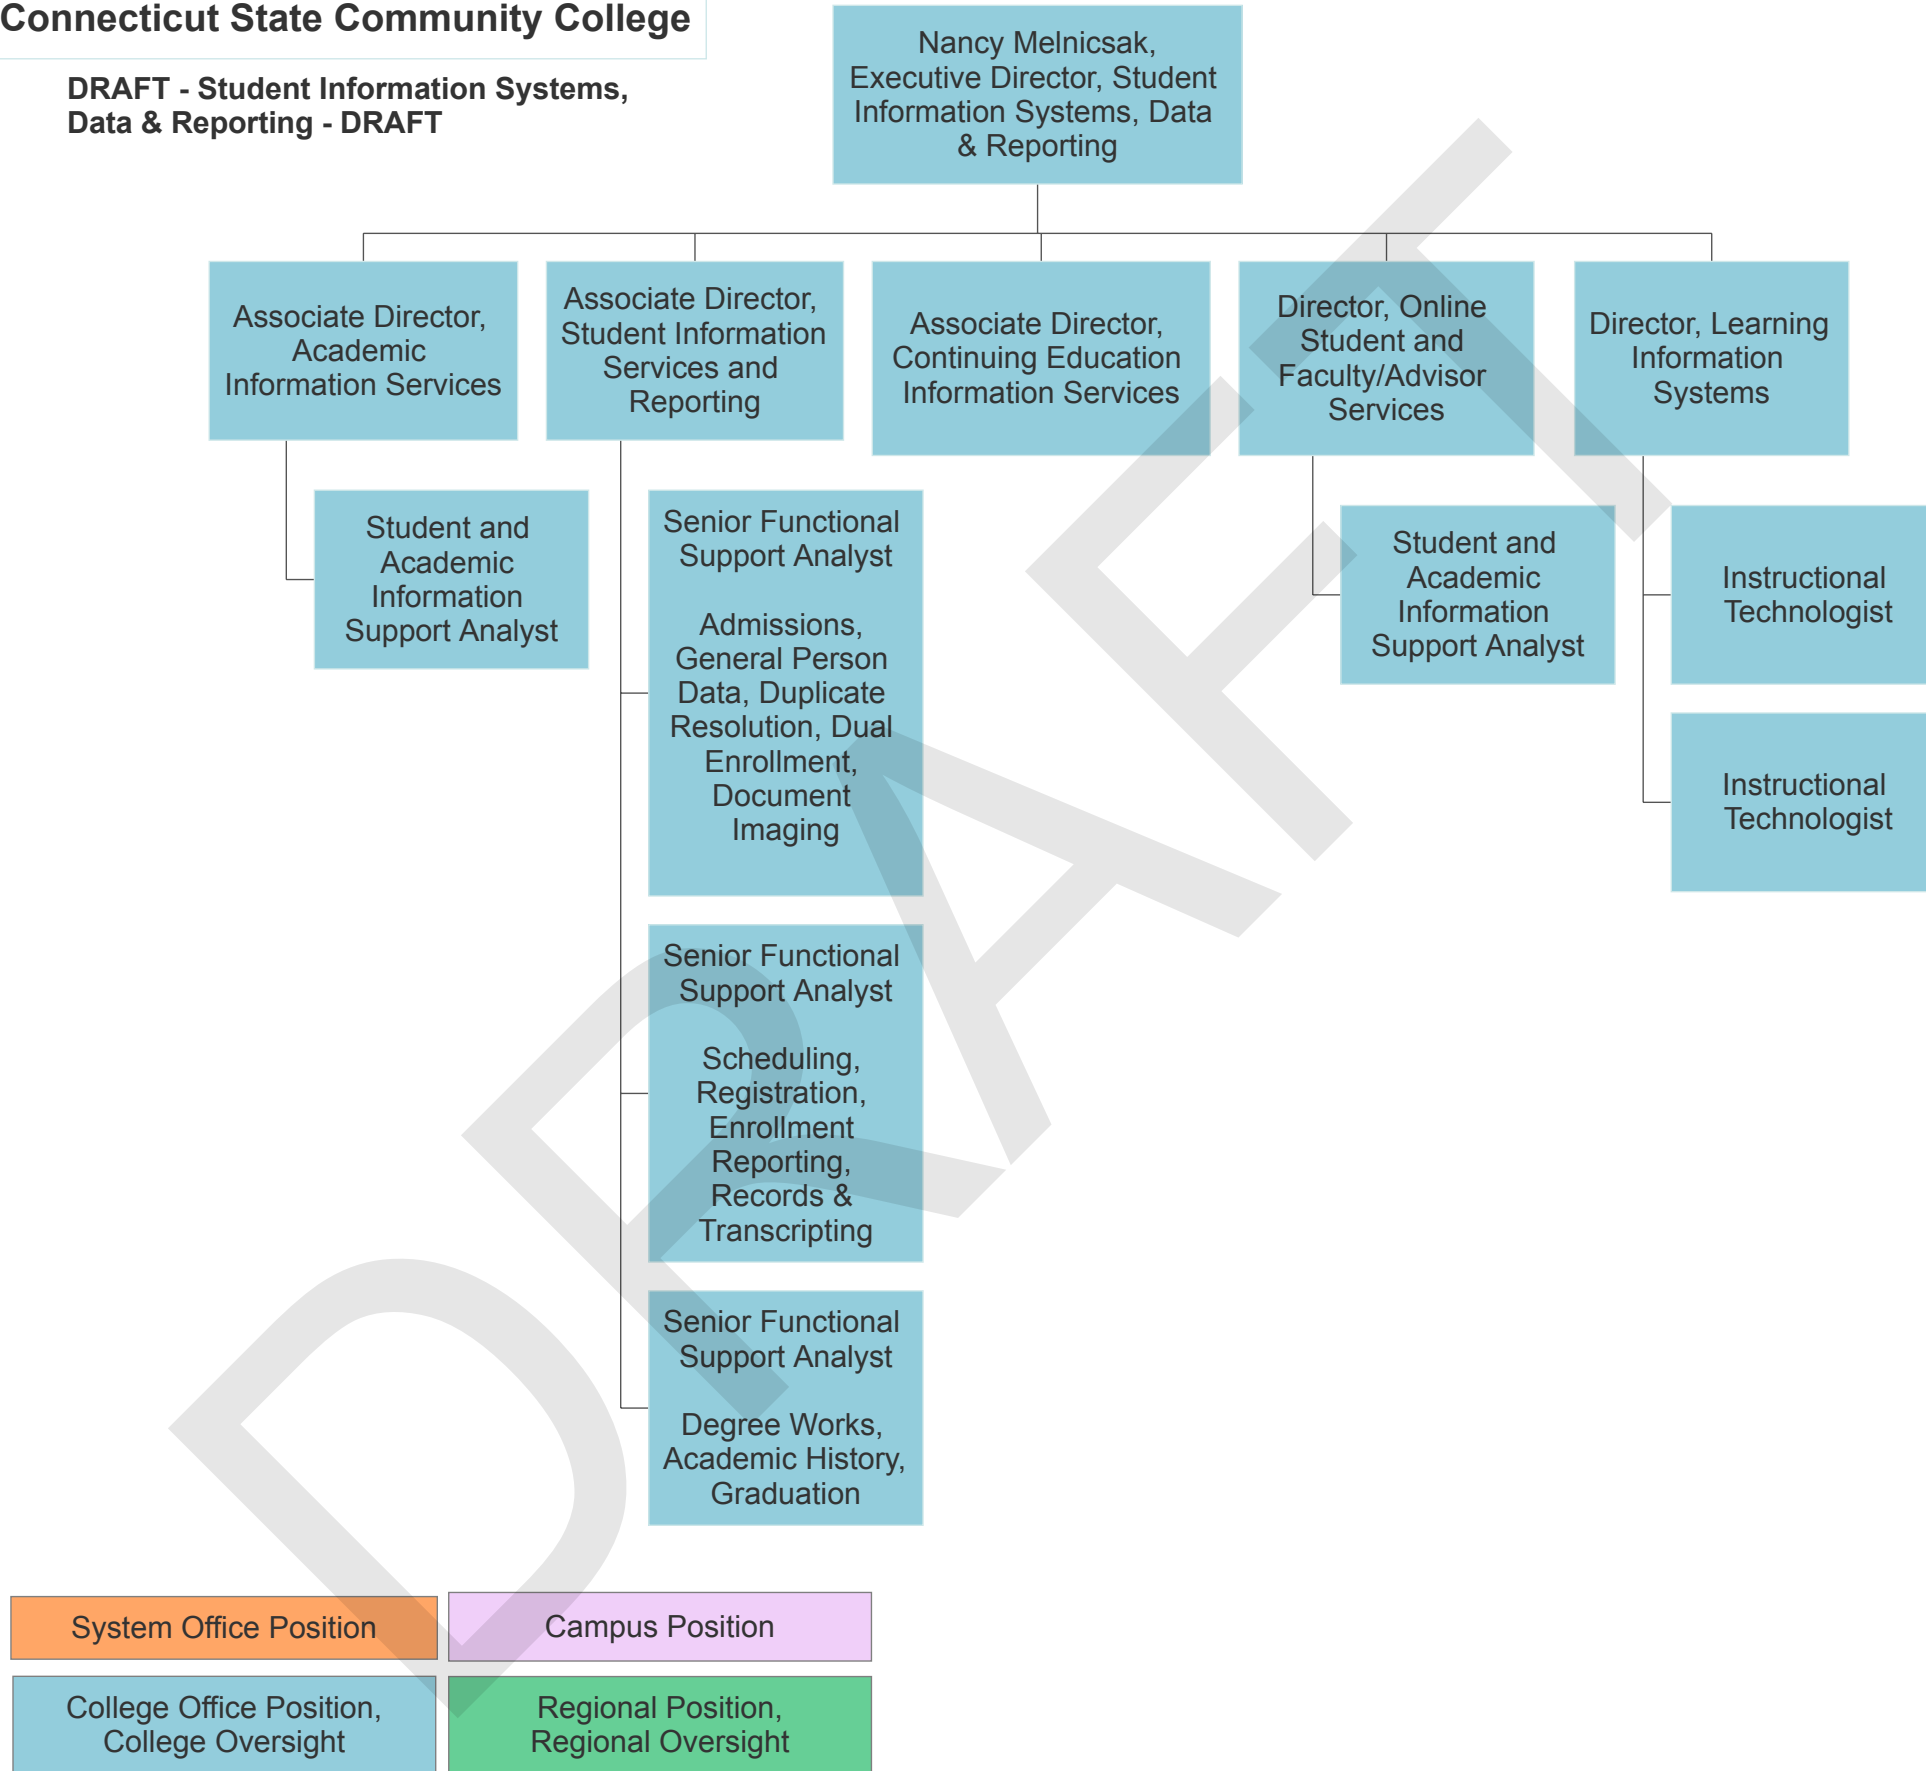 Connecticut State Community College
DRAFT - Student Information Systems,
Data & Reporting - DRAFT
Nancy Melnicsak,
Executive Director, Student
Information Systems, Data
& Reporting
Associate Director,
Academic
Information Services
Associate Director,
Student Information
Services and
Reporting
Associate Director,
Continuing Education
Information Services
Director, Online
Student and
Faculty/Advisor
Services
Director, Learning
Information
Systems
Student and
Academic
Information
Support Analyst
Senior Functional
Support Analyst
Admissions,
General Person
Data, Duplicate
Resolution, Dual
Enrollment,
Document
Imaging
Student and
Academic
Information
Support Analyst
Instructional
Technologist
Instructional
Technologist
Senior Functional
Support Analyst
Scheduling,
Registration,
Enrollment
Reporting,
Records &
Transcripting
Senior Functional
Support Analyst
Degree Works,
Academic History,
Graduation
System Office Position
Campus Position
College Office Position,
College Oversight
Regional Position,
Regional Oversight
DRAFT